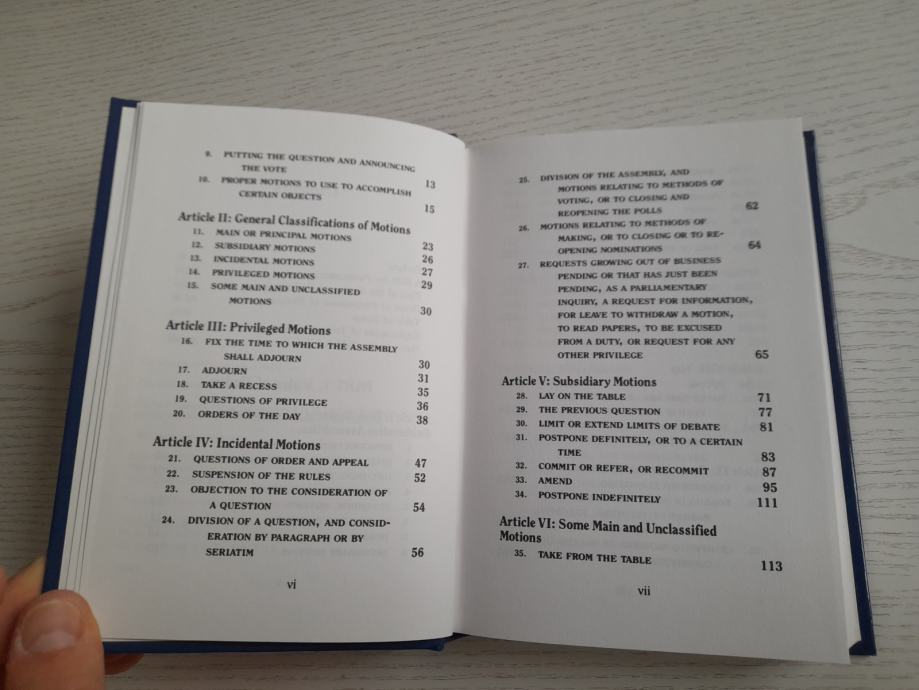 9. PUTTING THE QUESTION AND ANNOUNCING
THE VOTE 13
10. PROPER MOTIONS TO USE TO ACCOMPLISH
CERTAIN OBJECTS 15
Article II: General Classifications of Motions
11. MAIN OR PRINCIPAL MOTIONS 23
12. SUBSIDIARY MOTIONS 26
13. INCIDENTAL MOTIONS 27
14. PRIVILEGED MOTIONS 29
15. SOME MAIN AND UNCLASSIFIED
MOTIONS 30
Article III: Privileged Motions
16. FIX THE TIME TO WHICH THE ASSEMBLY
SHALL ADJOURN 30
17. ADJOURN 31
18. TAKE A RECESS 35
19. QUESTIONS OF PRIVILEGE 36
20. ORDERS OF THE DAY 38
Article IV: Incidental Motions
21. QUESTIONS OF ORDER AND APPEAL 47
22. SUSPENSION OF THE RULES 52
23. OBJECTION TO THE CONSIDERATION OF
A QUESTION 54
24. DIVISION OF A QUESTION, AND CONSID-
ERATION BY PARAGRAPH OR BY
SERIATIM 56
vi
25. DIVISION OF THE ASSEMBLY, AND
MOTIONS RELATING TO METHODS OF
VOTING, OR TO CLOSING AND
REOPENING THE POLLS 62
26. MOTIONS RELATING TO METHODS OF
MAKING, OR TO CLOSING OR TO RE-
OPENING NOMINATIONS 64
27. REQUESTS GROWING OUT OF BUSINESS
PENDING OR THAT HAS JUST BEEN
PENDING, AS A PARLIAMENTARY
INQUIRY, A REQUEST FOR INFORMATION,
FOR LEAVE TO WITHDRAW A MOTION,
TO READ PAPERS, TO BE EXCUSED
FROM A DUTY, OR REQUEST FOR ANY
OTHER PRIVILEGE 65
Article V: Subsidiary Motions
28. LAY ON THE TABLE 71
29. THE PREVIOUS QUESTION 77
30. LIMIT OR EXTEND LIMITS OF DEBATE 81
31. POSTPONE DEFINITELY, OR TO A CERTAIN
TIME 83
32. COMMIT OR REFER, OR RECOMMIT 87
33. AMEND 95
34. POSTPONE INDEFINITELY 111
Article VI: Some Main and Unclassified
Motions
35. TAKE FROM THE TABLE 113
vii